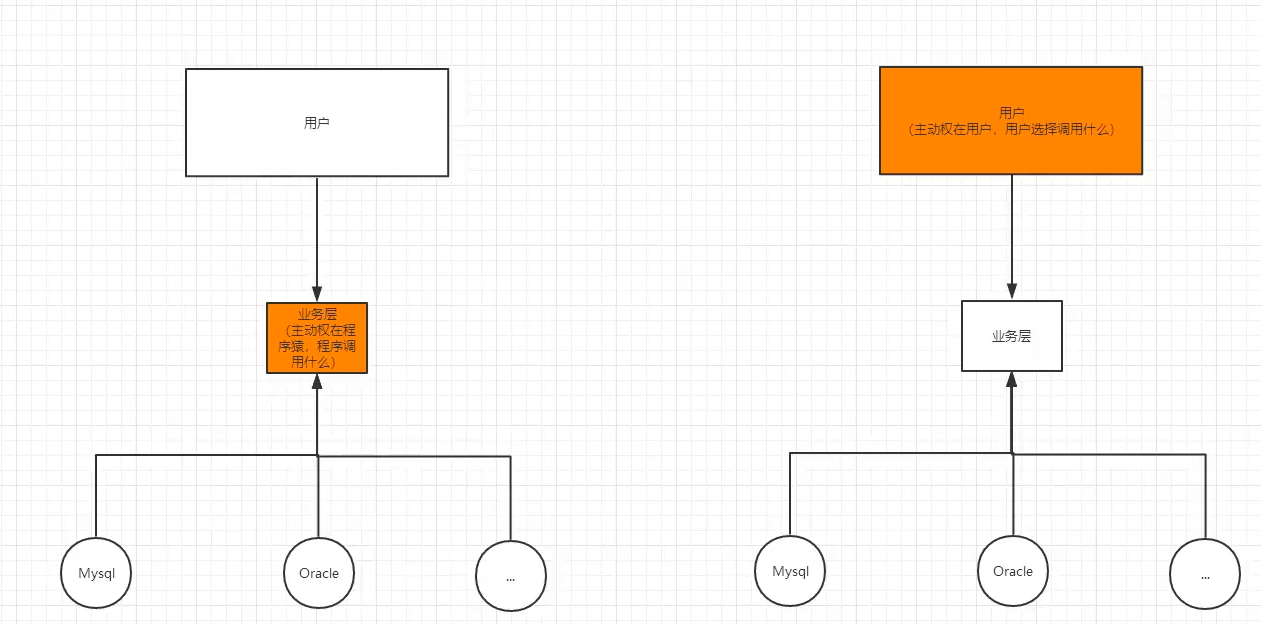 用户
业务层
（主动权在程
序猿，程序调
用什么）
Mysql
Oracle
...
用户
（主动权在用户，用户选择调用什么）
业务层
Mysql
Oracle
...